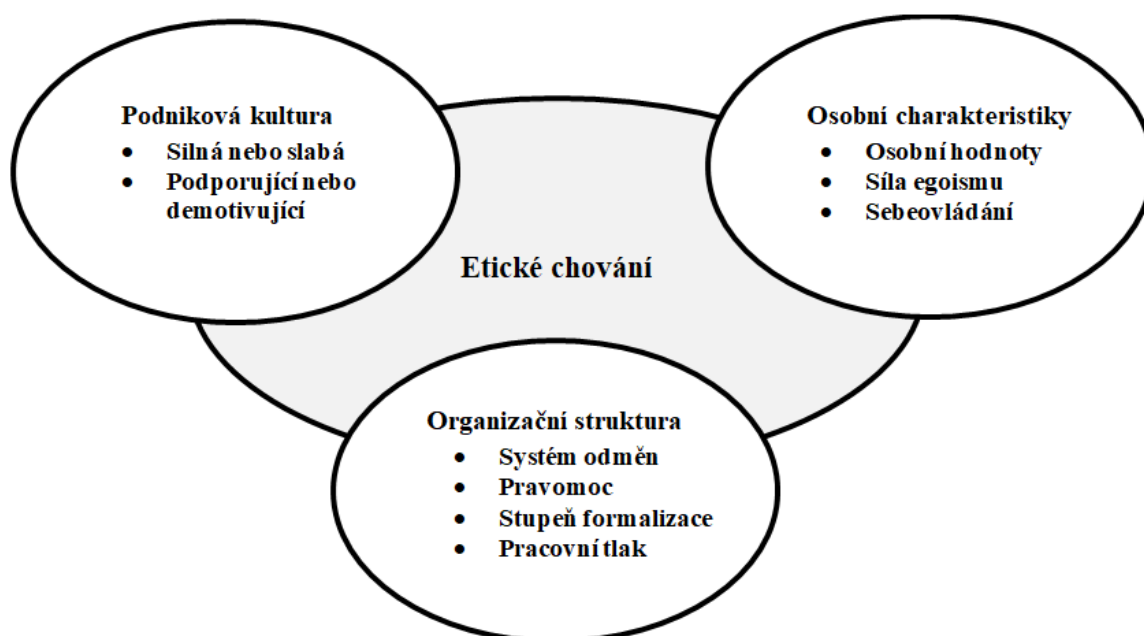 Podniková kultura
• Silná nebo slabá
• Podporující nebo
demotivující
Osobní charakteristiky
• Osobní hodnoty
• Síla egoismu
• Sebeovládání
Etické chování
Organizační struktura
• Systém odměn
• Pravomoc
• Stupeň formalizace
• Pracovní tlak